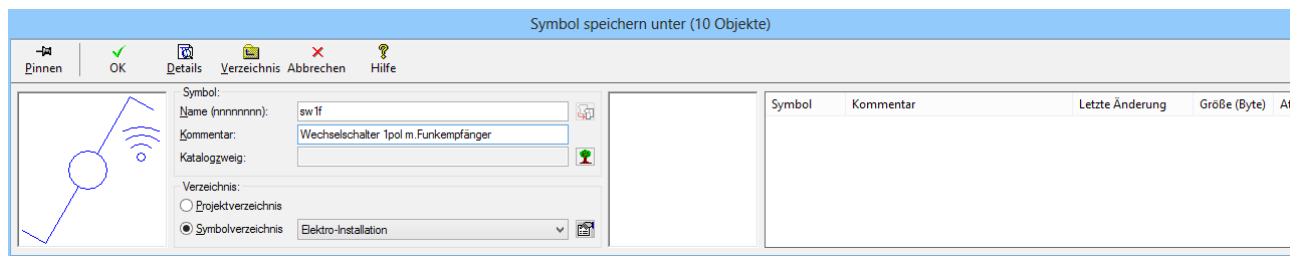 Symbol speichern unter (10 Objekte)
Pinnen OK Details Verzeichnis Abbrechen Hilfe
Symbol:
Name (nnnnnnnn): sw1f
Kommentar: Wechselschalter 1pol m.Funkempfänger
Katalogzweig:
Verzeichnis:
Projektverzeichnis
Symbolverzeichnis Elektro-Installation
Symbol Kommentar Letzte Änderung Größe (Byte) At